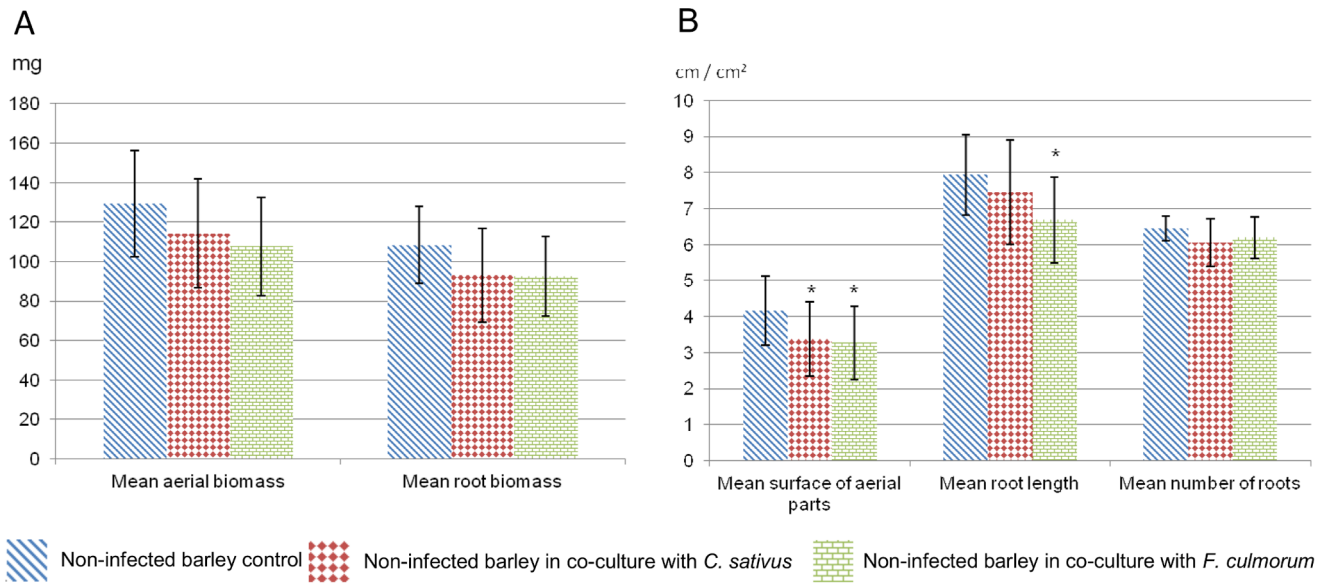 A
mg
180
160
140
120
100
80
60
40
20
0
Mean aerial biomass
Mean root biomass
B
cm / cm²
10
9
8
7
6
5
4
3
2
1
0
*
*
*
Mean surface of aerial
parts
Mean root length
Mean number of roots
Non-infected barley control
Non-infected barley in co-culture with C. sativus
Non-infected barley in co-culture with F. culmorum